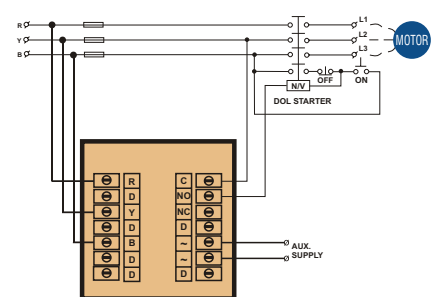 R
Y
B
L1
L2
L3
MOTOR
N/V
OFF
ON
DOL STARTER
R C
D NO
Y NC
D D
B ~
D ~
D D
AUX.
SUPPLY